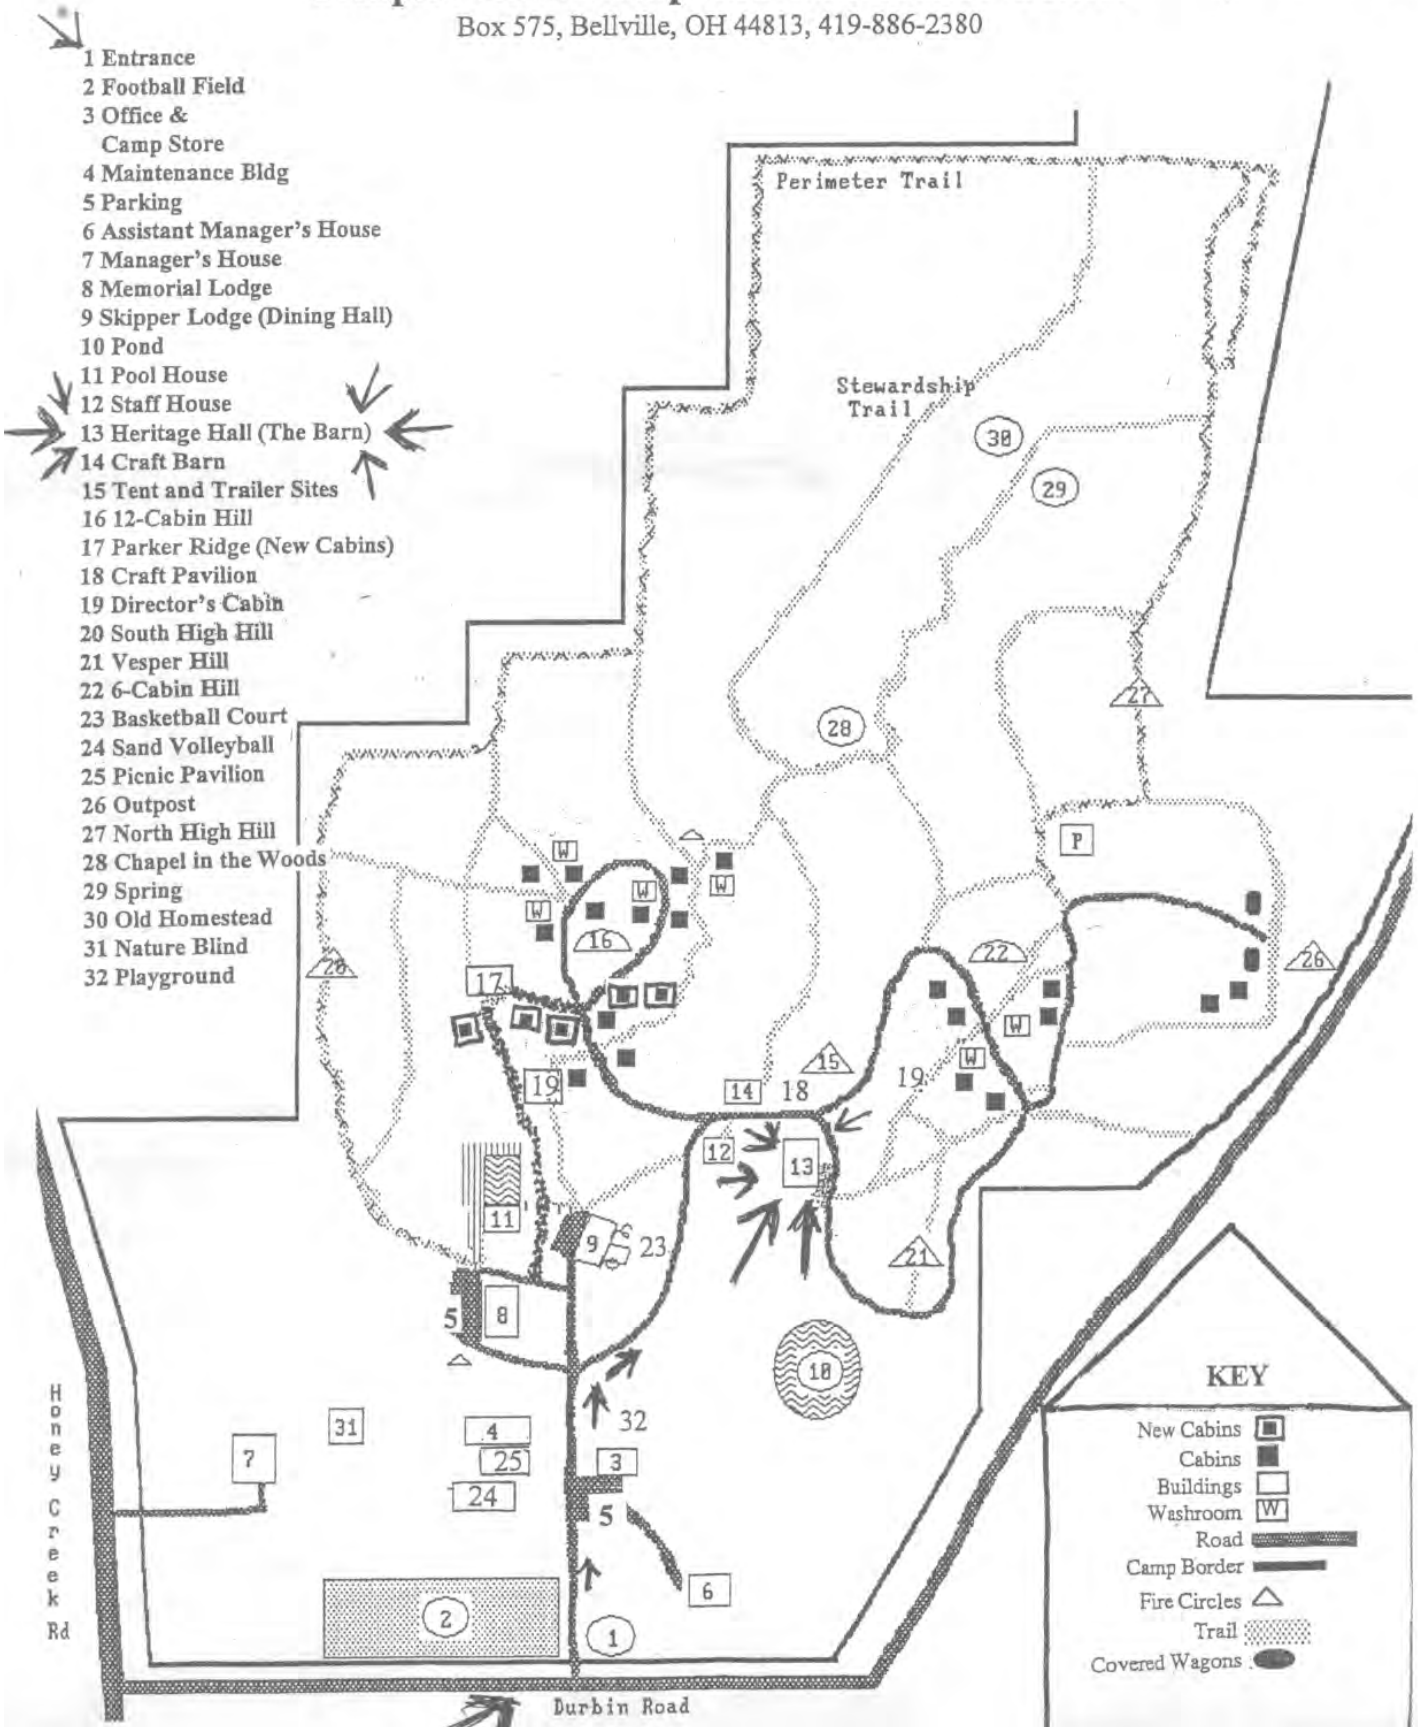 Box 575, Bellville, OH 44813, 419-886-2380
1 Entrance
2 Football Field
3 Office &
Camp Store
4 Maintenance Bldg
5 Parking
6 Assistant Manager's House
7 Manager's House
8 Memorial Lodge
9 Skipper Lodge (Dining Hall)
10 Pond
11 Pool House
12 Staff House
13 Heritage Hall (The Barn)
14 Craft Barn
15 Tent and Trailer Sites
16 12-Cabin Hill
17 Parker Ridge (New Cabins)
18 Craft Pavilion
19 Director's Cabin
20 South High Hill
21 Vesper Hill
22 6-Cabin Hill
23 Basketball Court
24 Sand Volleyball
25 Picnic Pavilion
26 Outpost
27 North High Hill
28 Chapel in the Woods
29 Spring
30 Old Homestead
31 Nature Blind
32 Playground
Perimeter Trail
Stewardship
Trail
30
29
27
28
P
W
W
W
W
16
22
26
17
W
W
15
19
14
18
19
12
13
11
9
23
21
5
8
10
32
31
4
7
25
3
24
5
6
2
1
Honey Creek Rd
Durbin Road
KEY
New Cabins
Cabins
Buildings
Washroom W
Road
Camp Border
Fire Circles
Trail
Covered Wagons